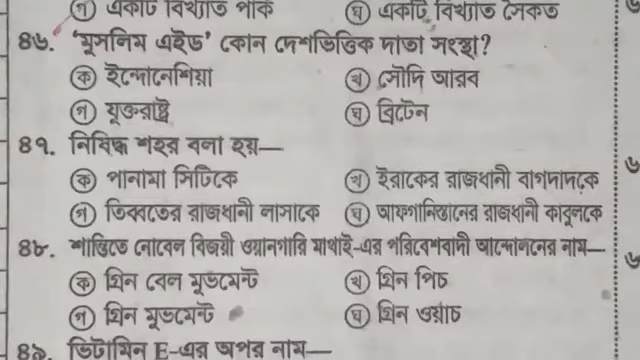 গ) একটি বিখ্যাত পার্ক ঘ) একটি বিখ্যাত সৈকত
৪৬. ‘মুসলিম এইড’ কোন দেশভিত্তিক দাতা সংস্থা?
ক) ইন্দোনেশিয়া খ) সৌদি আরব
গ) যুক্তরাষ্ট্র ঘ) ব্রিটেন
৪৭. নিষিদ্ধ শহর বলা হয়—
ক) পানামা সিটিকে খ) ইরাকের রাজধানী বাগদাদকে
গ) তিব্বতের রাজধানী লাসাকে ঘ) আফগানিস্তানের রাজধানী কাবুলকে
৪৮. শান্তিতে নোবেল বিজয়ী ওয়ানগারি মাথাই-এর পরিবেশবাদী আন্দোলনের নাম—
ক) গ্রিন বেল মুভমেন্ট খ) গ্রিন পিচ
গ) গ্রিন মুভমেন্ট ঘ) গ্রিন ওয়াচ
৪৯. ভিটামিন E-এর অপর নাম—